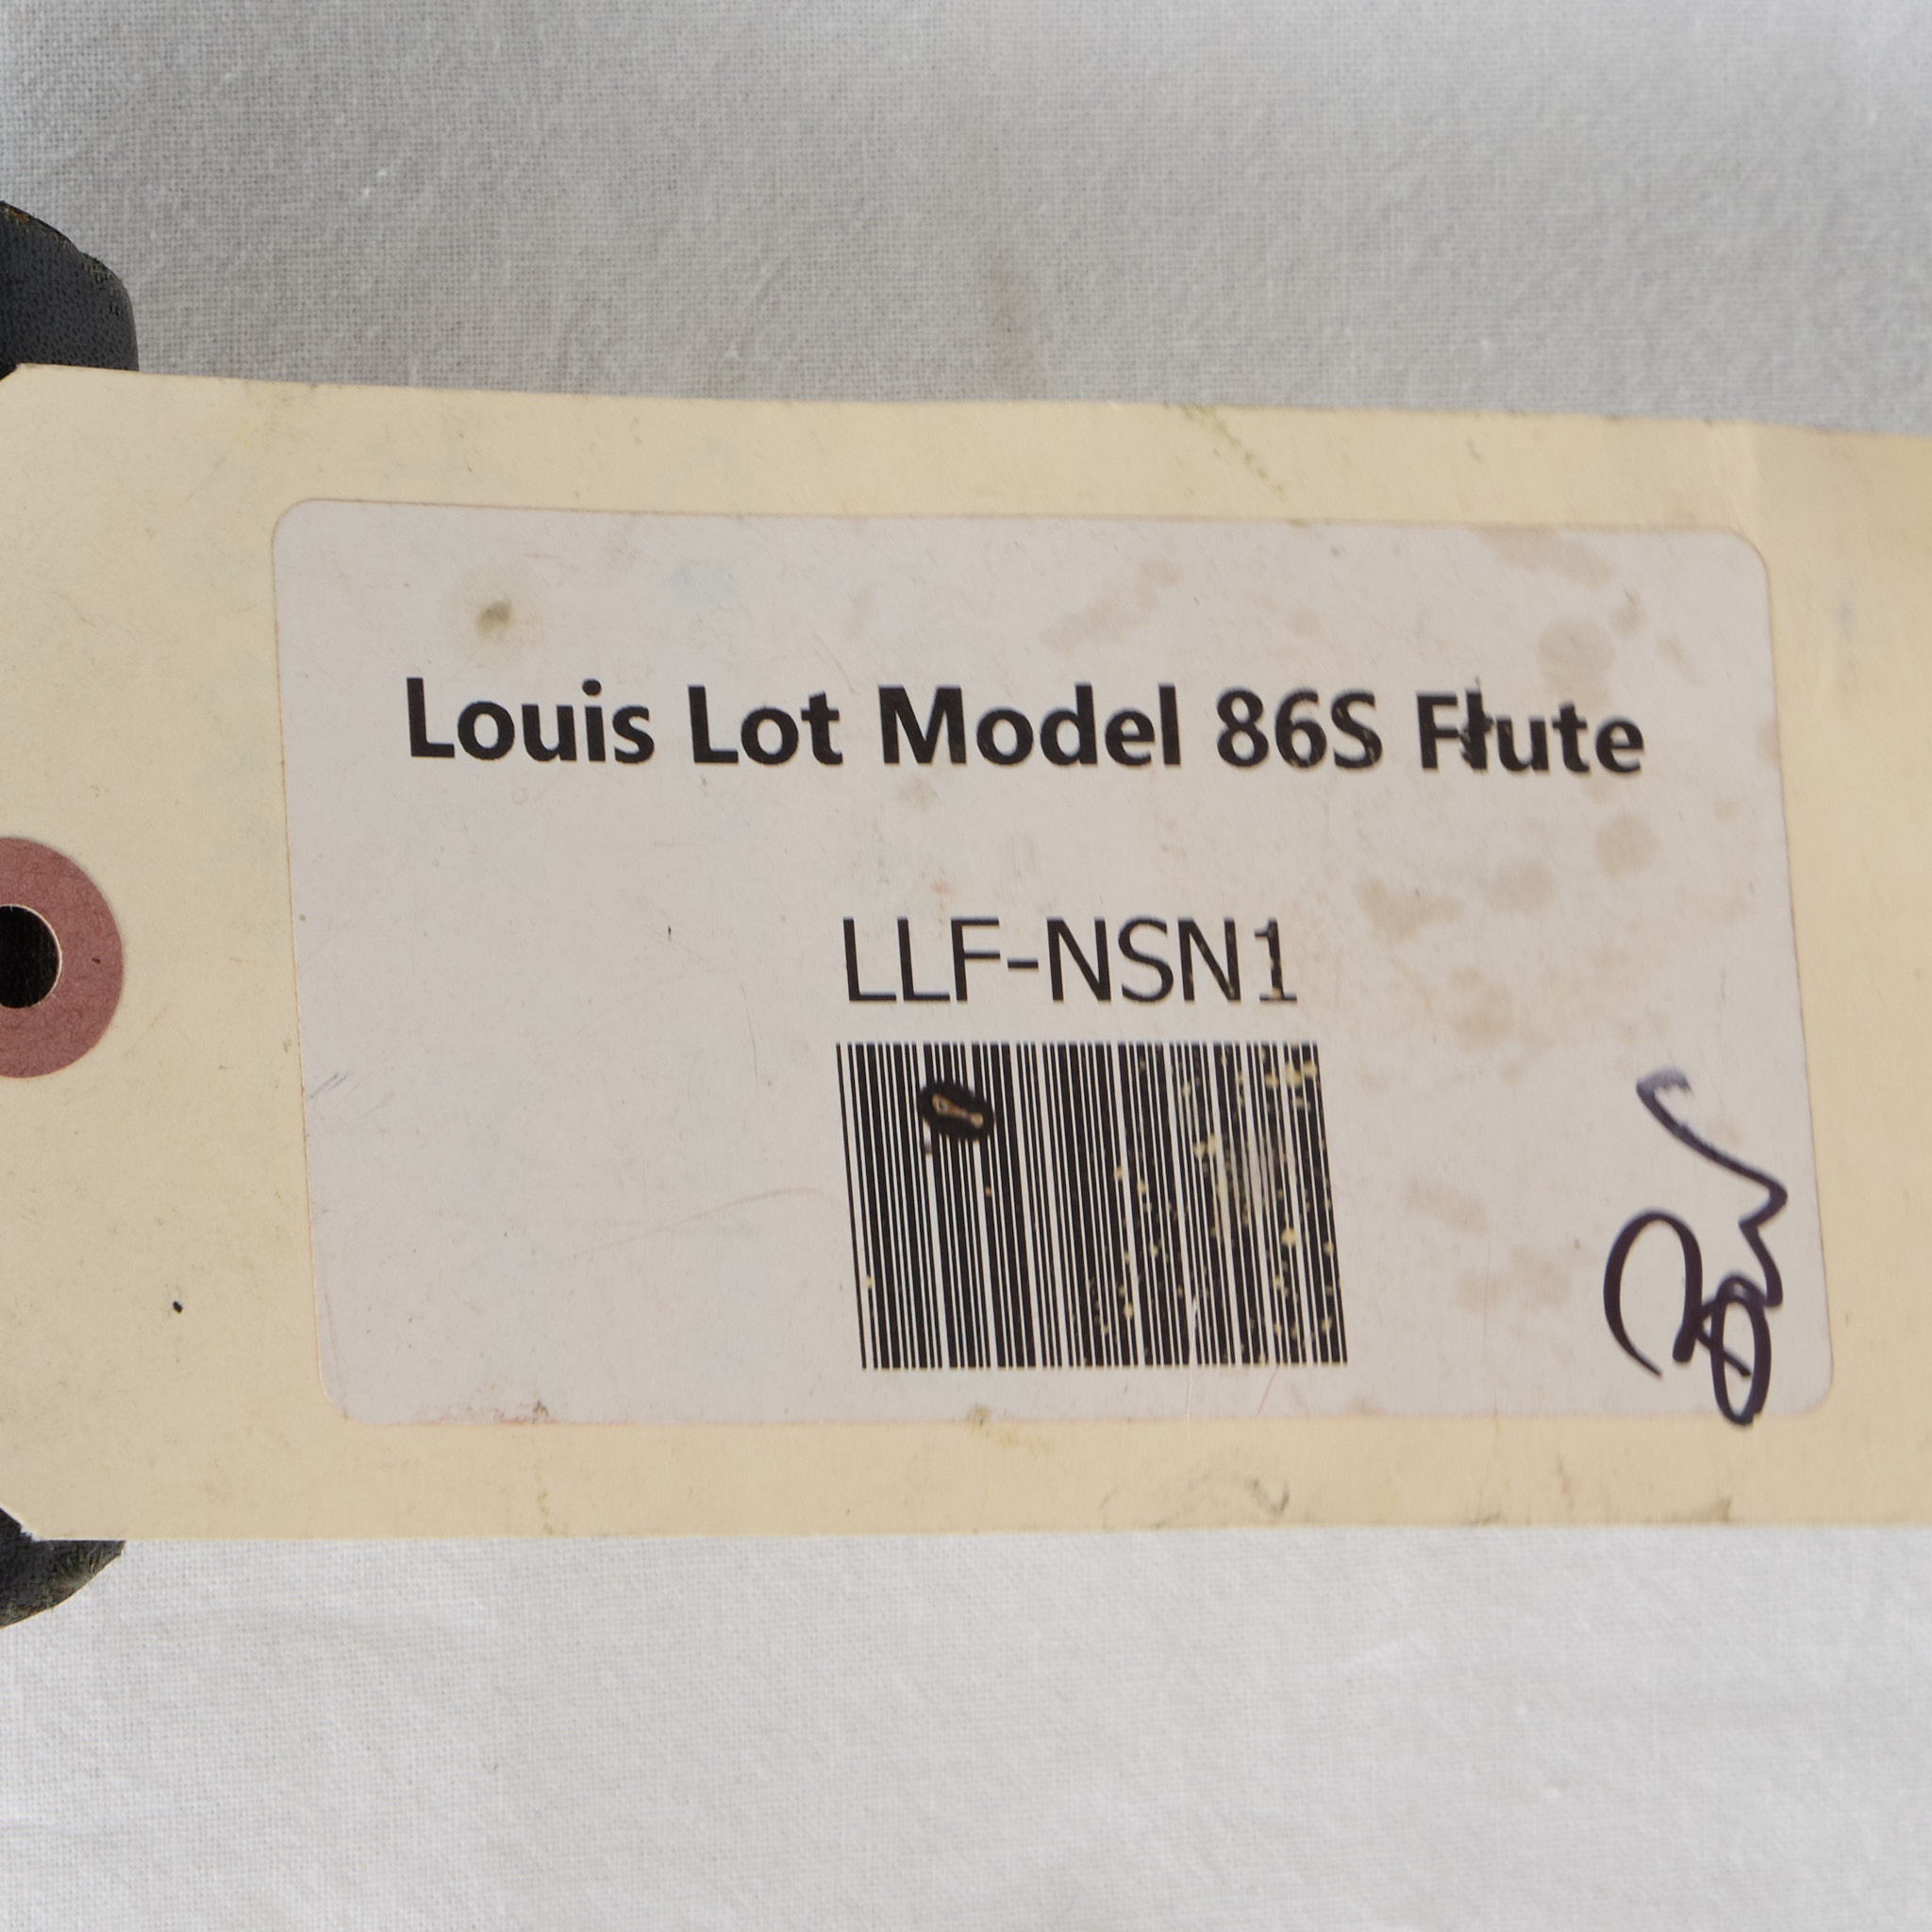 Louis Lot Model 86S Flute
LLF-NSN1